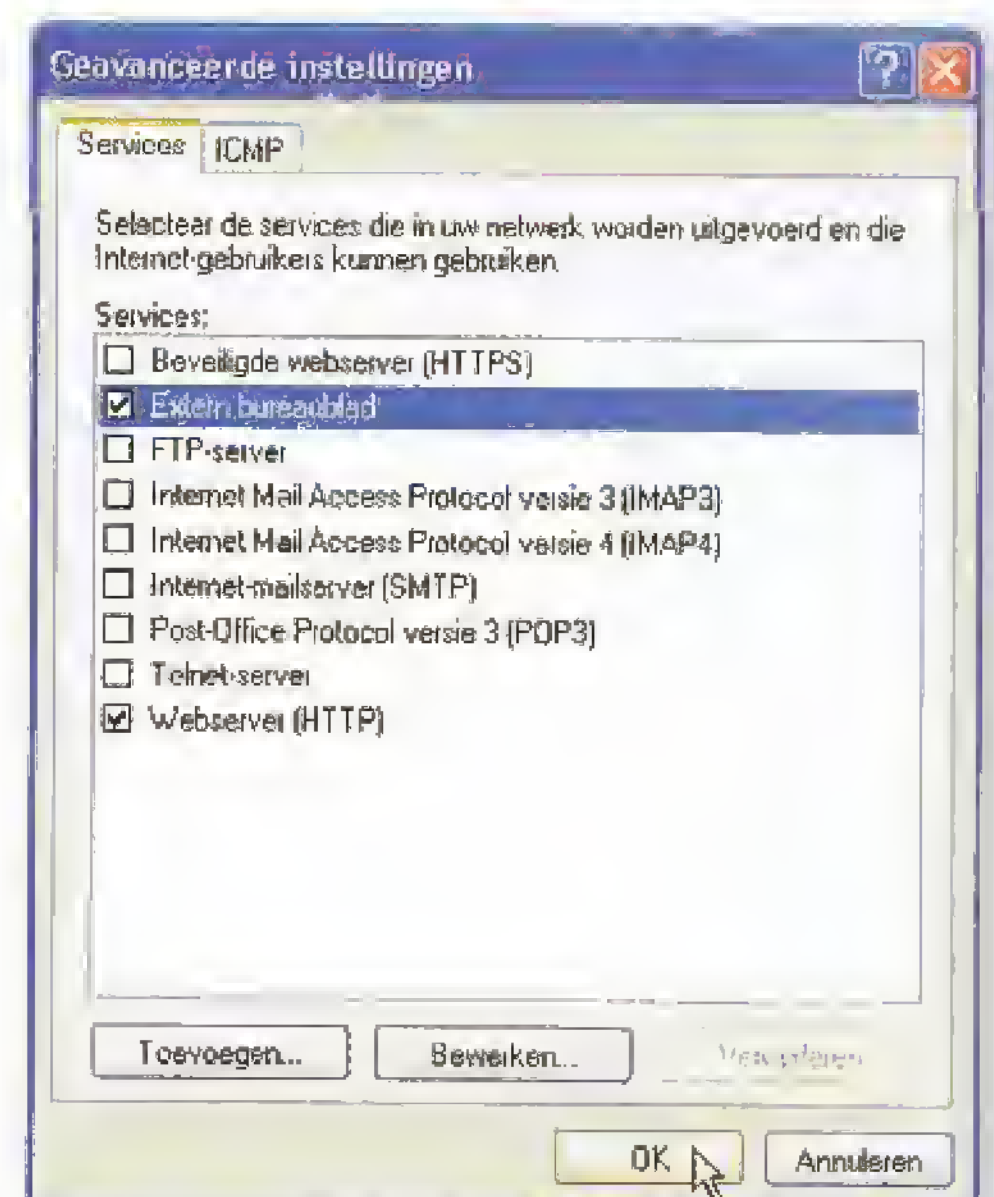 Geavanceerde instellingen
Services ICMP
Selecteer de services die in uw netwerk worden uitgevoerd en die
Internet-gebruikers kunnen gebruiken
Services:
Beveiligde webserver (HTTPS)
Extern bureaublad
FTP-server
Internet Mail Access Protocol versie 3 (IMAP3)
Internet Mail Access Protocol versie 4 (IMAP4)
Internet-mailserver (SMTP)
Post-Office Protocol versie 3 (POP3)
Telnet-server
Webserver (HTTP)
Toevoegen... Bewerken... Verwijderen
OK Annuleren